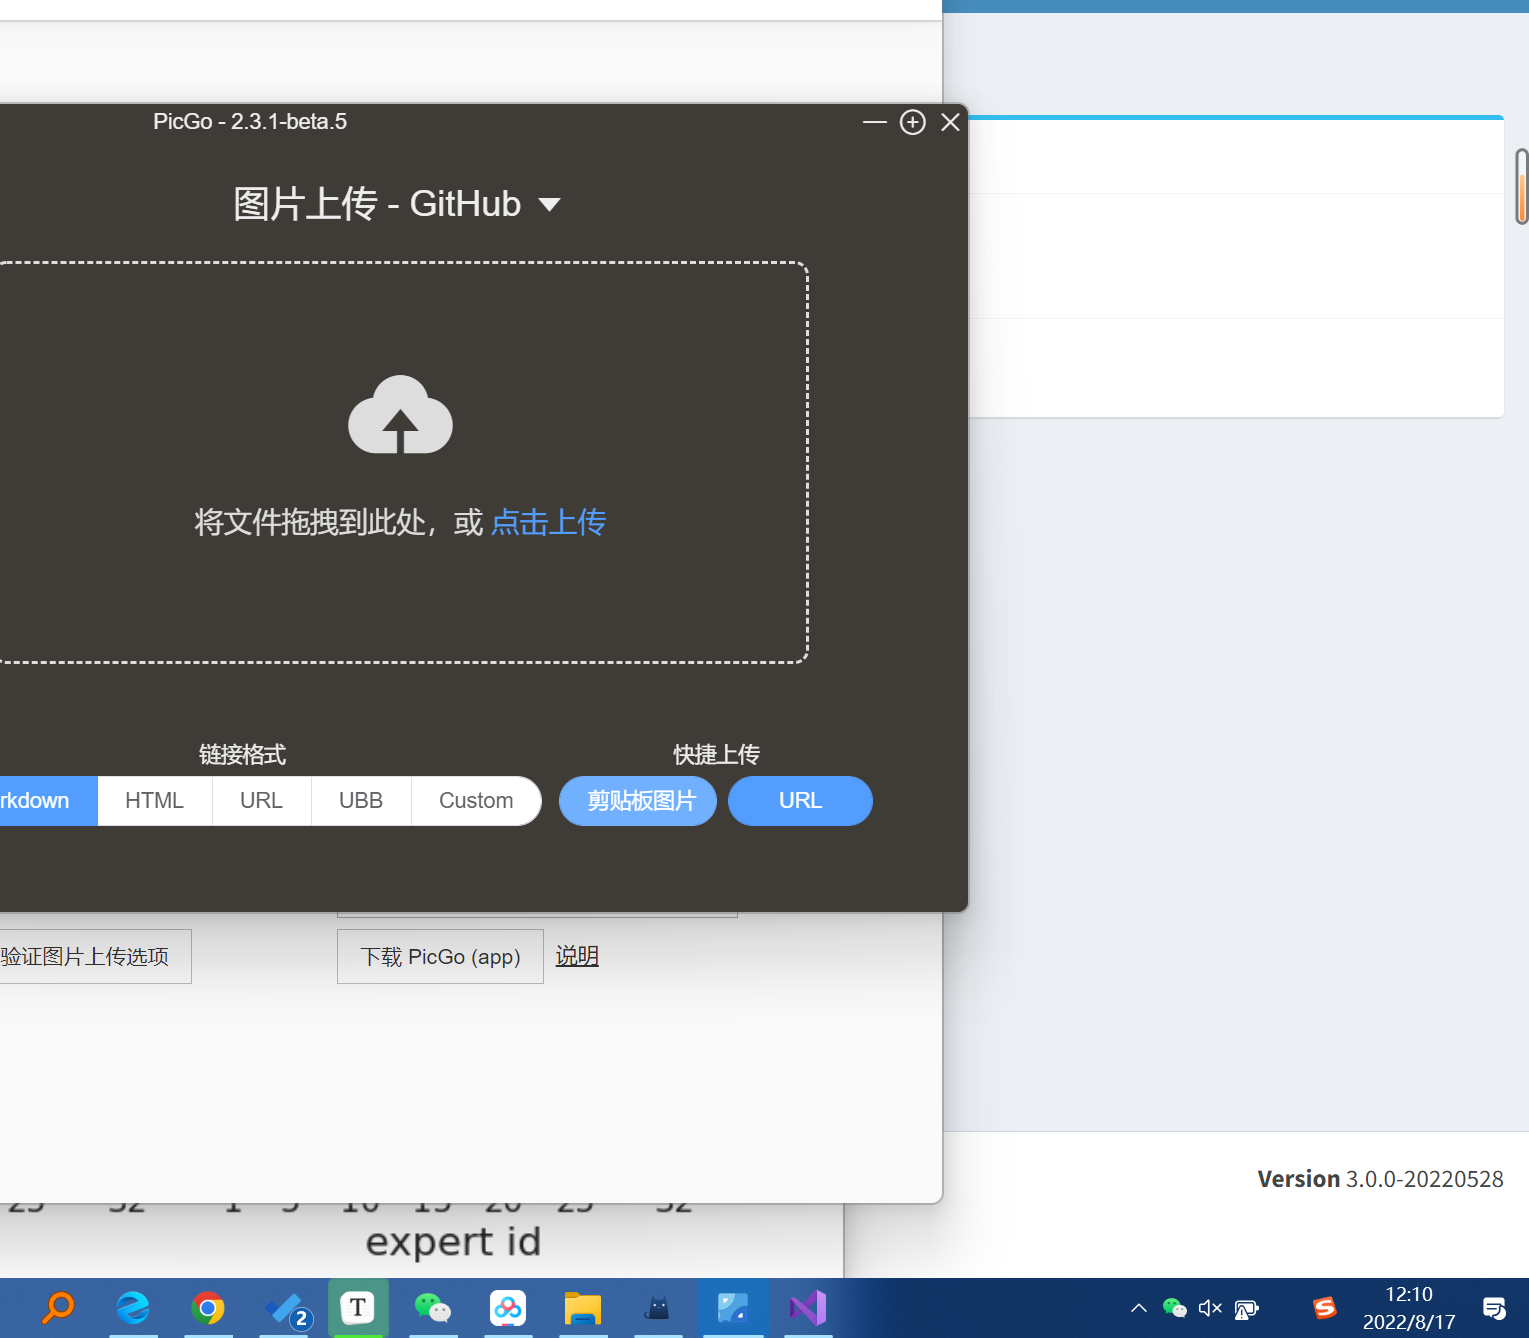 PicGo - 2.3.1-beta.5
图片上传 - GitHub
将文件拖拽到此处，或 点击上传
链接格式
快捷上传
rkdown HTML URL UBB Custom
剪贴板图片 URL
验证图片上传选项
下载 PicGo (app) 说明
Version 3.0.0-20220528
expert id
2
T
12:10
2022/8/17